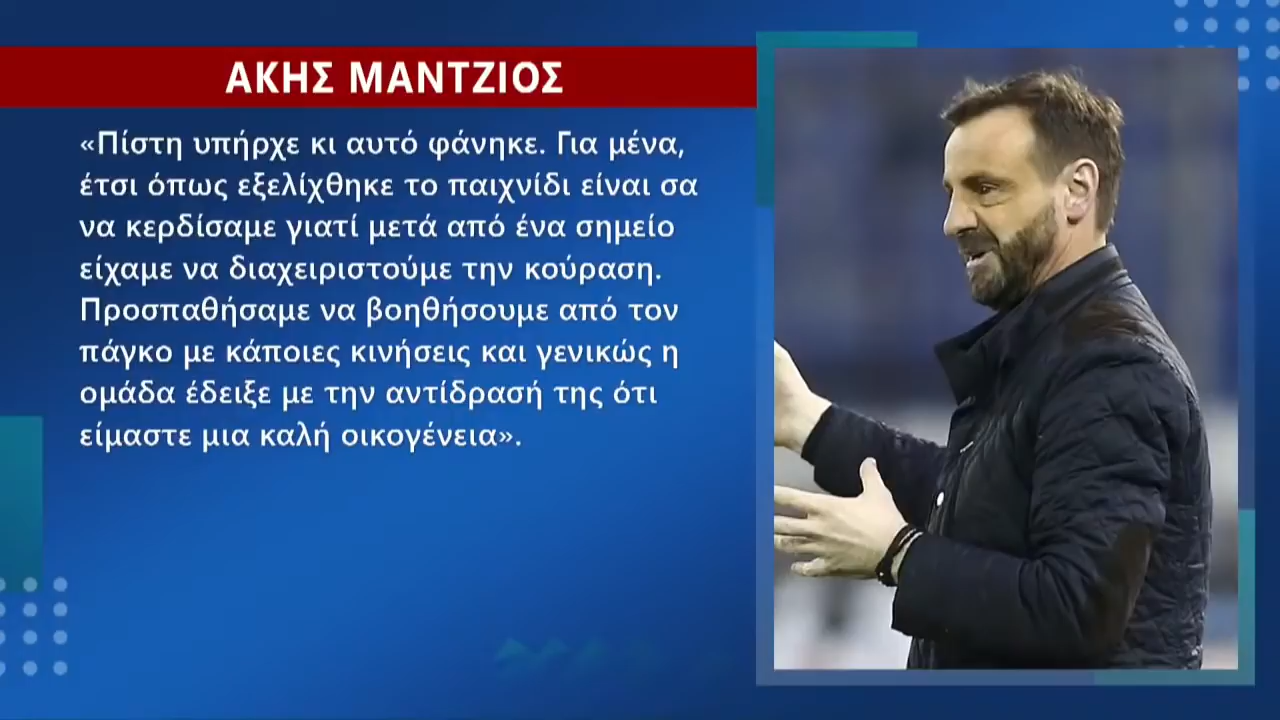 ΑΚΗΣ ΜΑΝΤΖΙΟΣ
«Πίστη υπήρχε κι αυτό φάνηκε. Για μένα,
έτσι όπως εξελίχθηκε το παιχνίδι είναι σα
να κερδίσαμε γιατί μετά από ένα σημείο
είχαμε να διαχειριστούμε την κούραση.
Προσπαθήσαμε να βοηθήσουμε από τον
πάγκο με κάποιες κινήσεις και γενικώς η
ομάδα έδειξε με την αντίδρασή της ότι
είμαστε μια καλή οικογένεια».